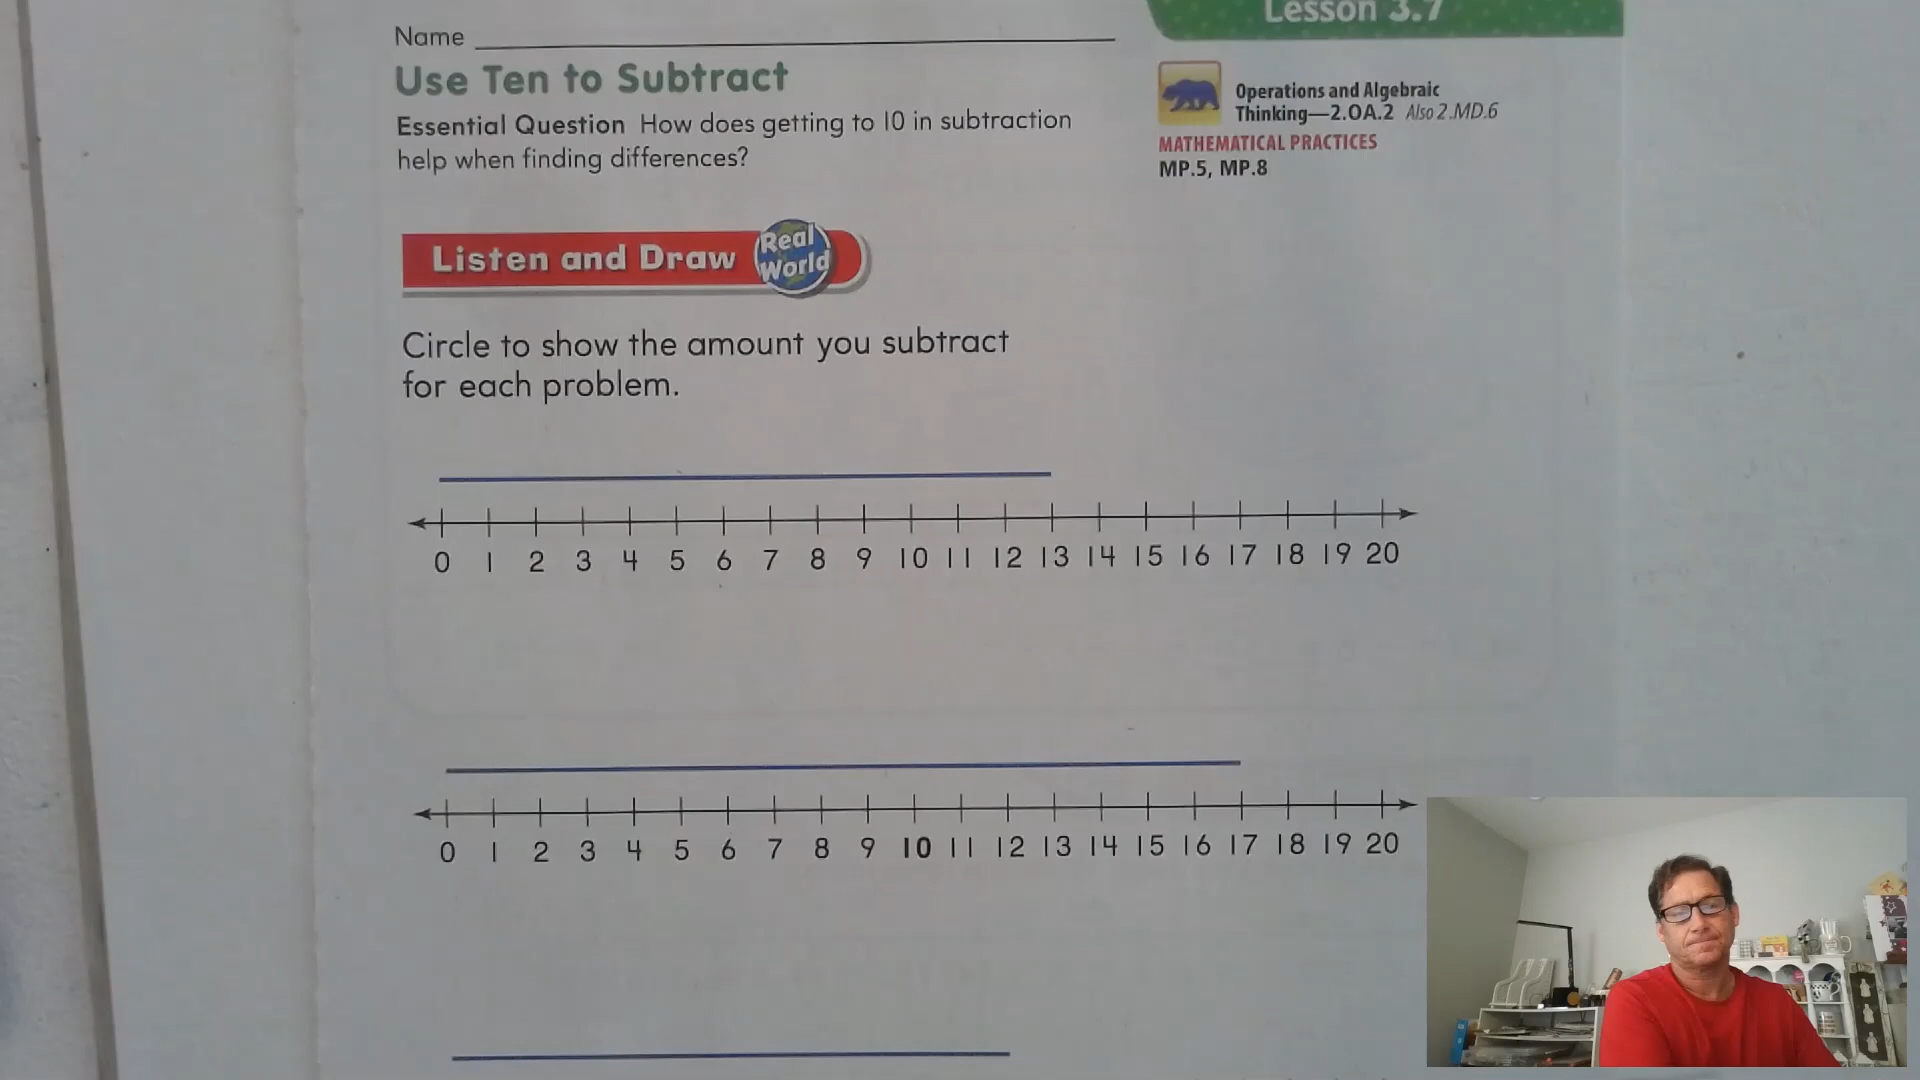 Lesson 3.7
Name
Use Ten to Subtract
Essential Question How does getting to 10 in subtraction
help when finding differences?
Operations and Algebraic
Thinking—2.OA.2 Also 2.MD.6
MATHEMATICAL PRACTICES
MP.5, MP.8
Listen and Draw
Real
World
Circle to show the amount you subtract
for each problem.
0 1 2 3 4 5 6 7 8 9 10 11 12 13 14 15 16 17 18 19 20
0 1 2 3 4 5 6 7 8 9 10 11 12 13 14 15 16 17 18 19 20